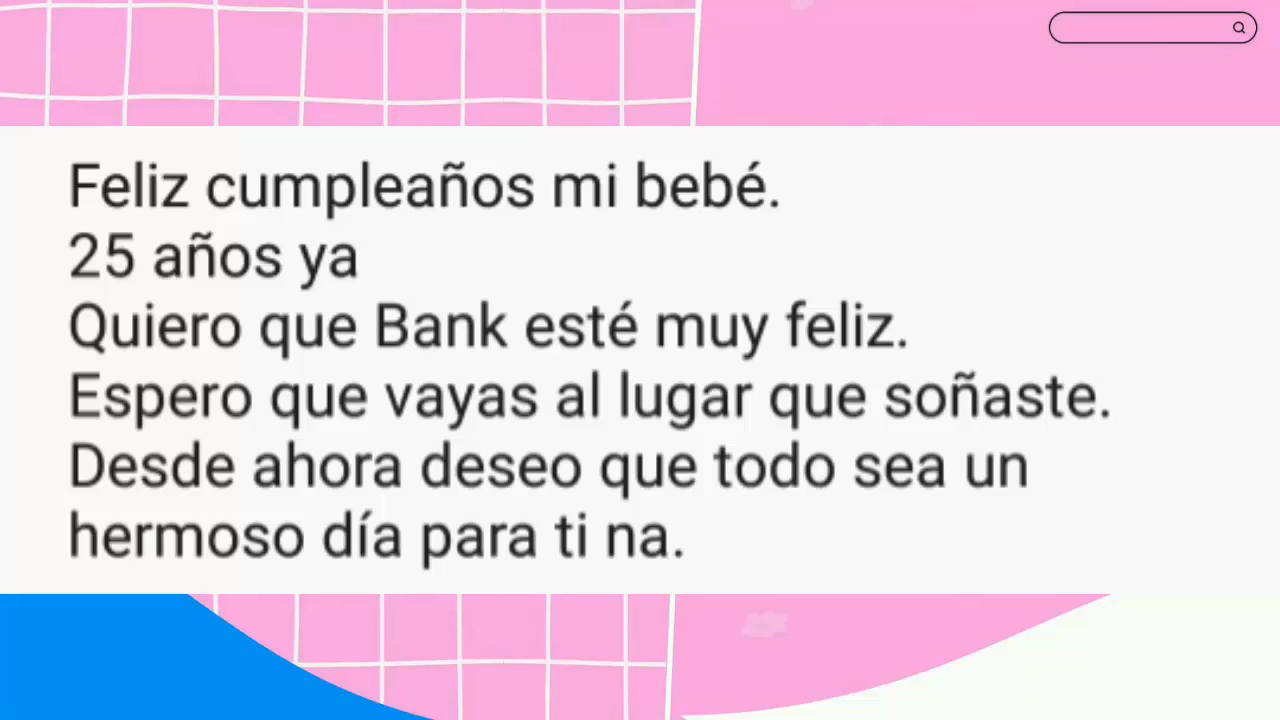 Feliz cumpleaños mi bebé.
25 años ya
Quiero que Bank esté muy feliz.
Espero que vayas al lugar que soñaste.
Desde ahora deseo que todo sea un
hermoso día para ti na.